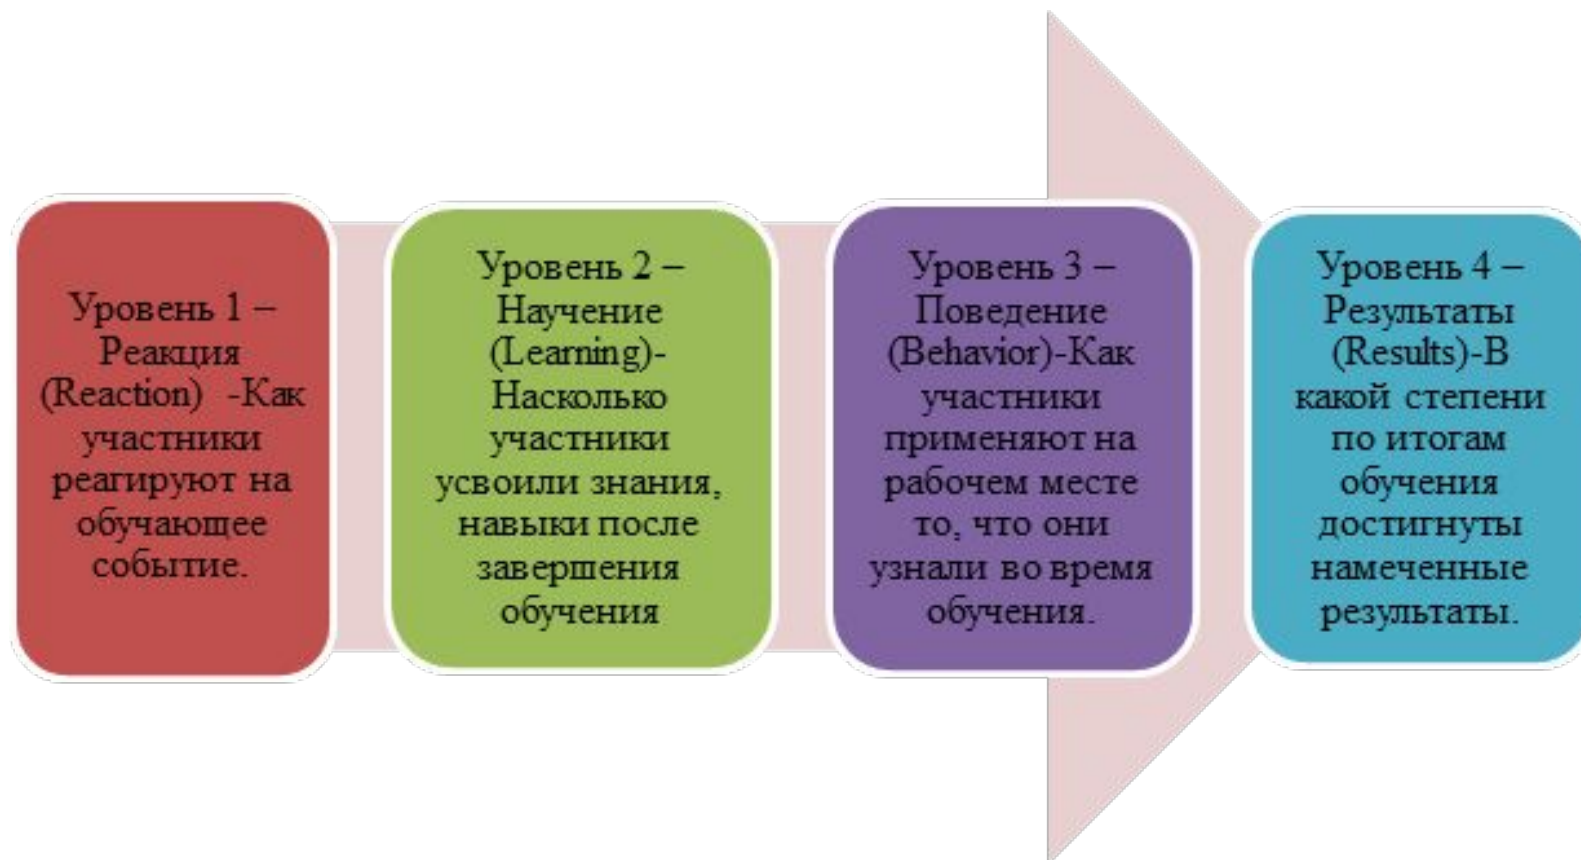 Уровень 1 –
Реакция
(Reaction)  -Как
участники
реагируют на
обучающее
событие.
Уровень 2 –
Научение
(Learning)-
Насколько
участники
усвоили знания,
навыки после
завершения
обучения
Уровень 3 –
Поведение
(Behavior)-Как
участники
применяют на
рабочем месте
то, что они
узнали во время
обучения.
Уровень 4 –
Результаты
(Results)-В
какой степени
по итогам
обучения
достигнуты
намеченные
результаты.